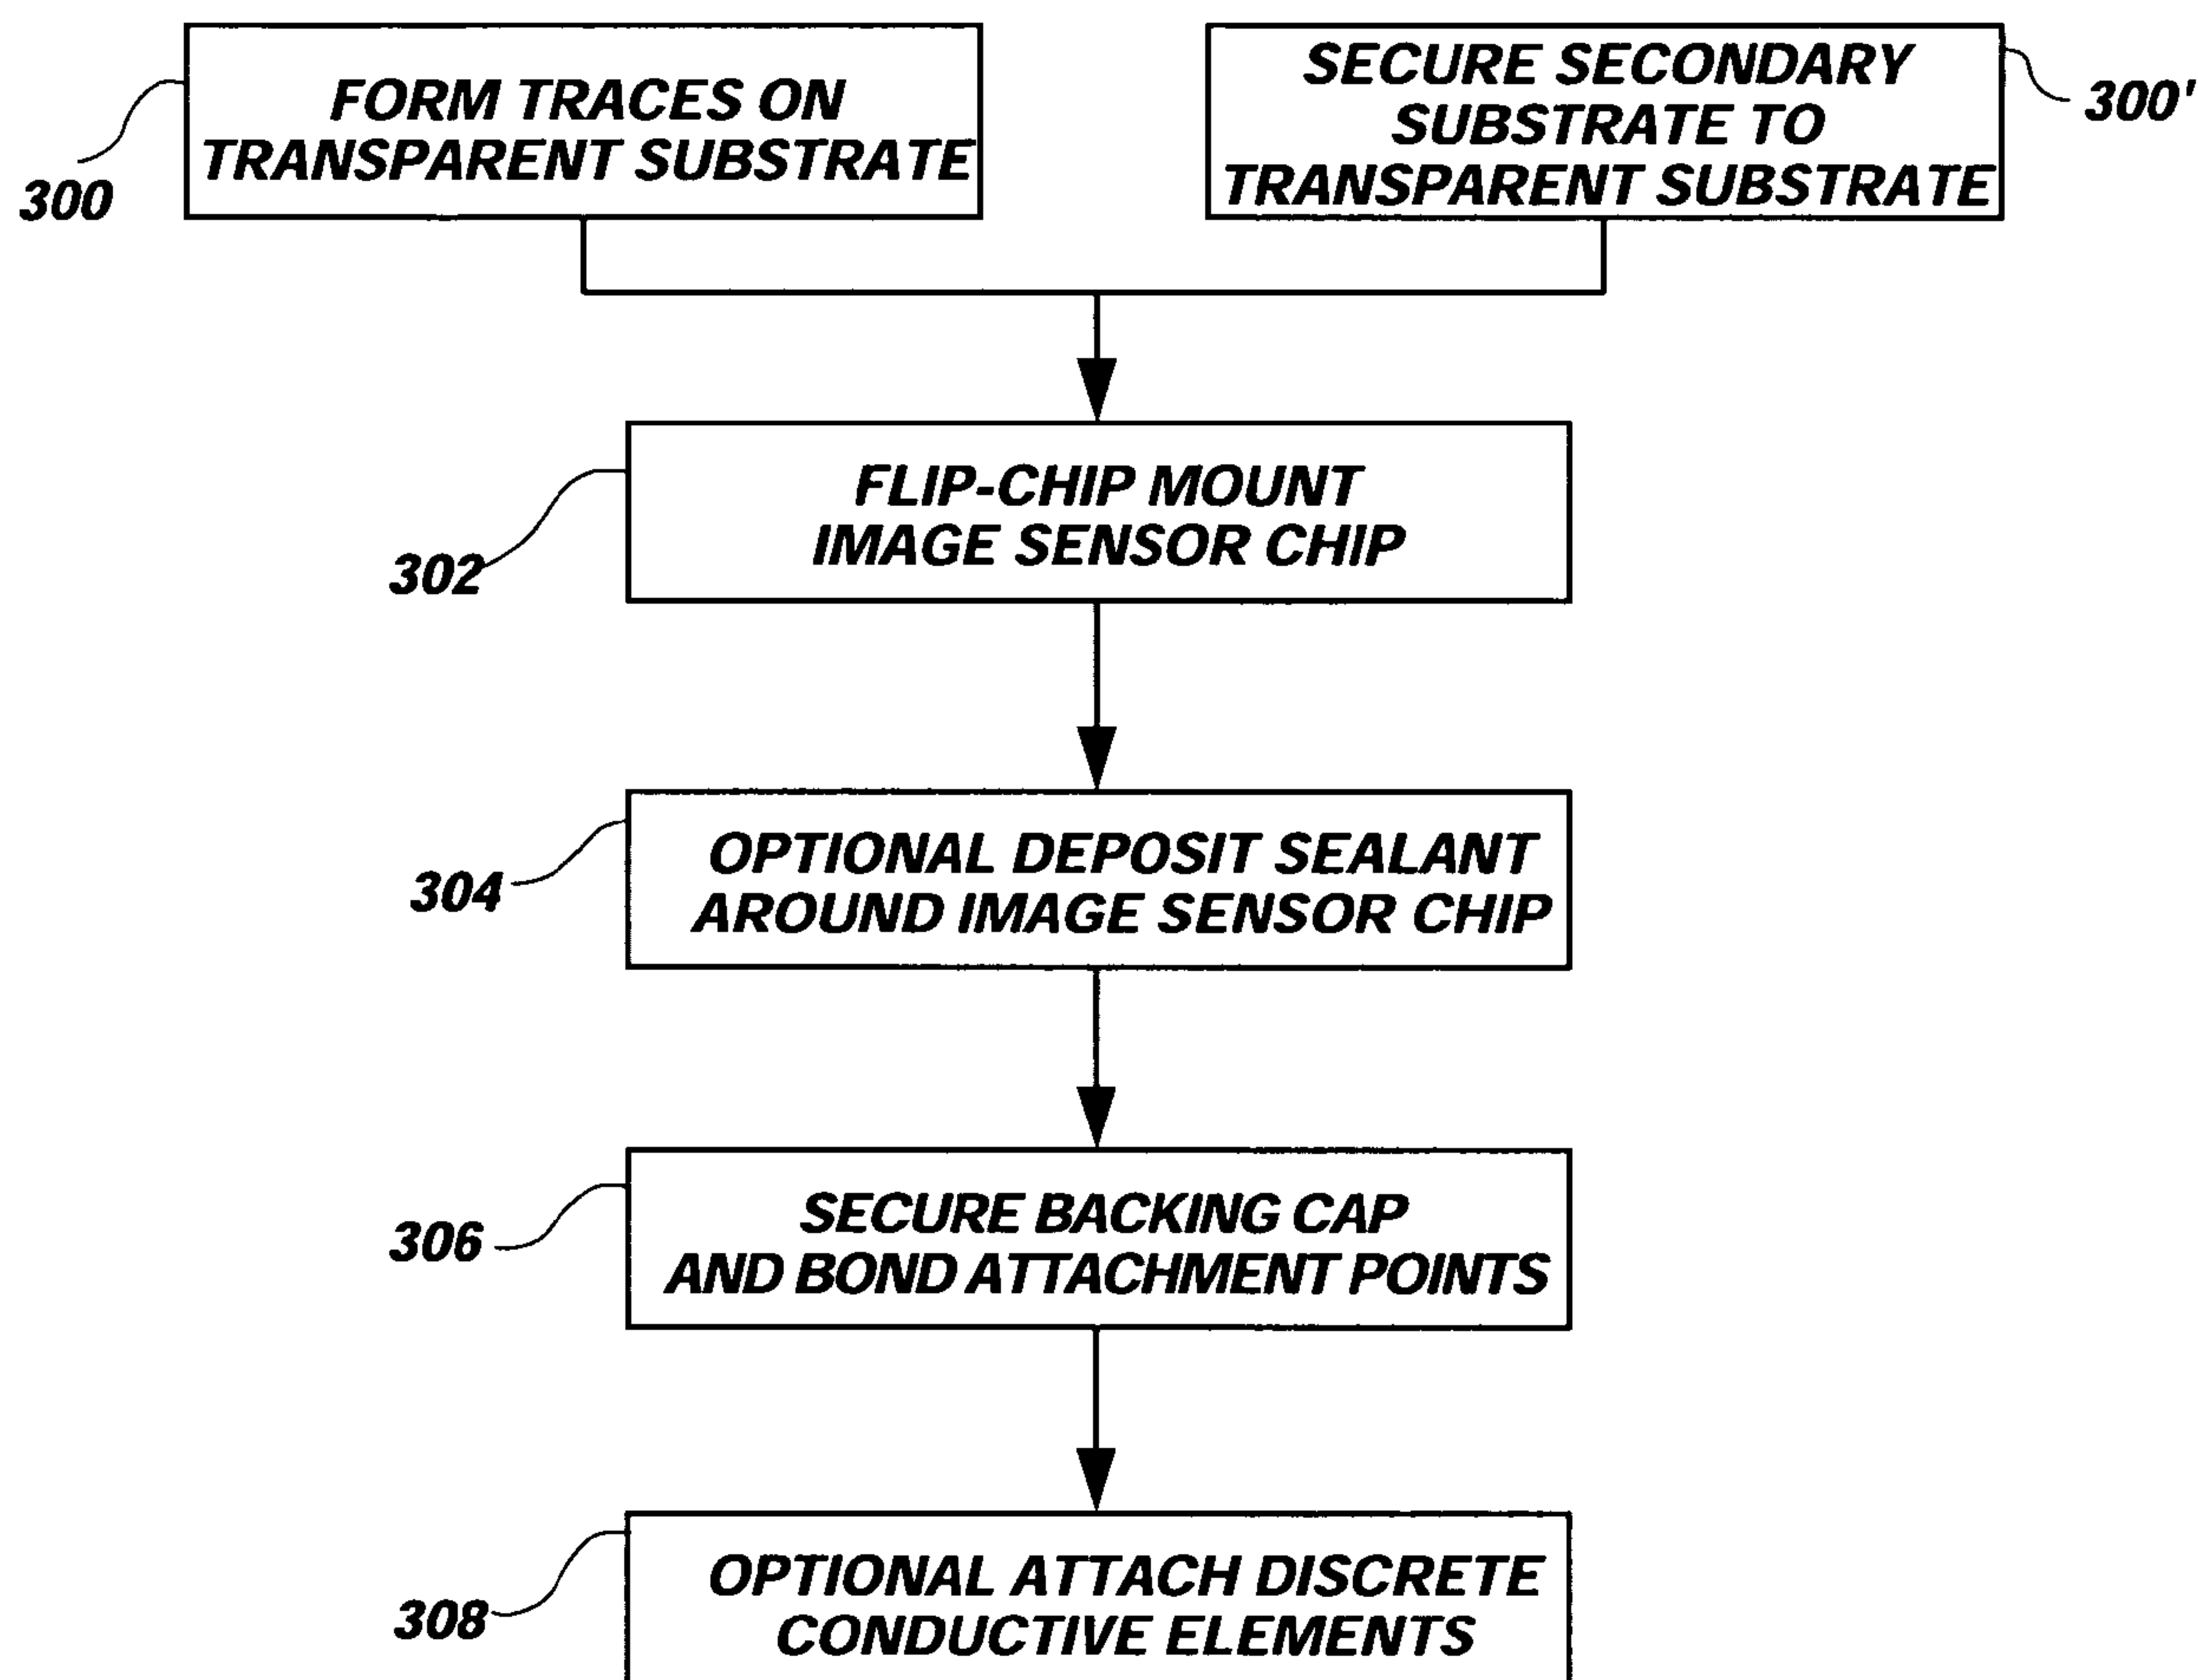 FORM TRACES ON
TRANSPARENT SUBSTRATE
300
SECURE SECONDARY
SUBSTRATE TO
TRANSPARENT SUBSTRATE
300'
FLIP-CHIP MOUNT
IMAGE SENSOR CHIP
302
OPTIONAL DEPOSIT SEALANT
AROUND IMAGE SENSOR CHIP
304
SECURE BACKING CAP
AND BOND ATTACHMENT POINTS
306
OPTIONAL ATTACH DISCRETE
CONDUCTIVE ELEMENTS
308